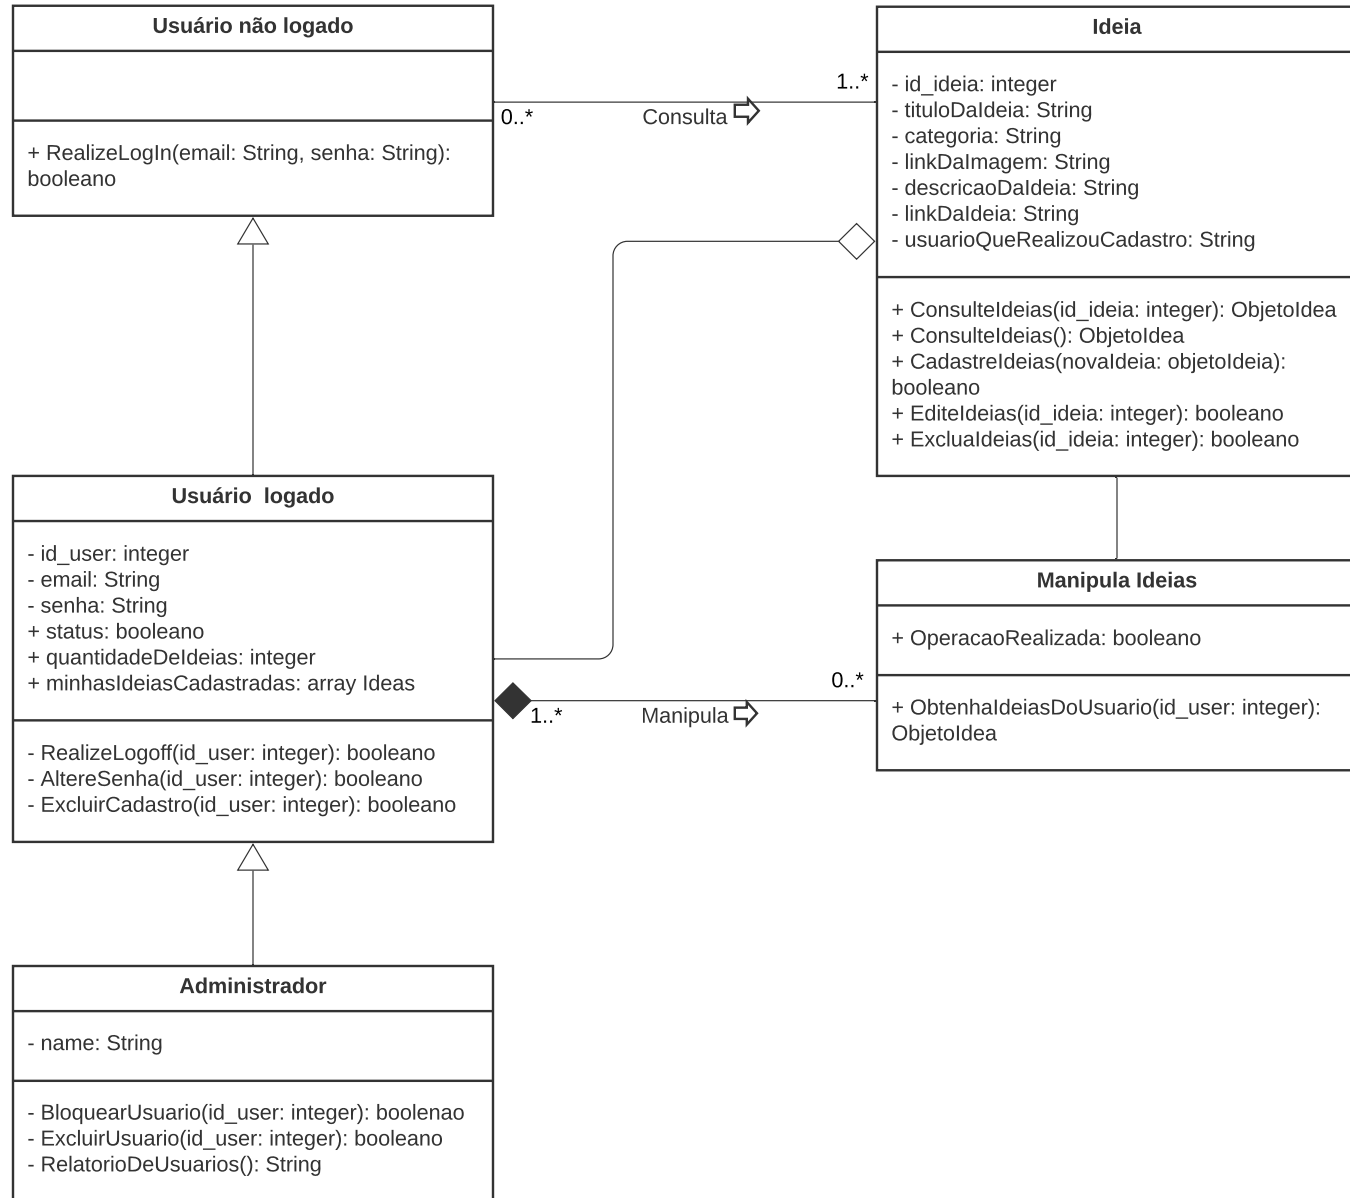 Usuário não logado
+ RealizeLogIn(email: String, senha: String):
booleano
0..*
Consulta
1..*
Ideia
- id_ideia: integer
- tituloDaIdeia: String
- categoria: String
- linkDaImagem: String
- descricaoDaIdeia: String
- linkDaIdeia: String
- usuarioQueRealizouCadastro: String
+ ConsulteIdeias(id_ideia: integer): ObjetoIdea
+ ConsulteIdeias(): ObjetoIdea
+ CadastreIdeias(novaIdeia: objetoIdeia):
booleano
+ EditeIdeias(id_ideia: integer): booleano
+ ExcluaIdeias(id_ideia: integer): booleano
Usuário  logado
- id_user: integer
- email: String
- senha: String
+ status: booleano
+ quantidadeDeIdeias: integer
+ minhasIdeiasCadastradas: array Ideas
- RealizeLogoff(id_user: integer): booleano
- AltereSenha(id_user: integer): booleano
- ExcluirCadastro(id_user: integer): booleano
1..*
Manipula
0..*
Manipula Ideias
+ OperacaoRealizada: booleano
+ ObtenhaIdeiasDoUsuario(id_user: integer):
ObjetoIdea
Administrador
- name: String
- BloquearUsuario(id_user: integer): boolenao
- ExcluirUsuario(id_user: integer): booleano
- RelatorioDeUsuarios(): String